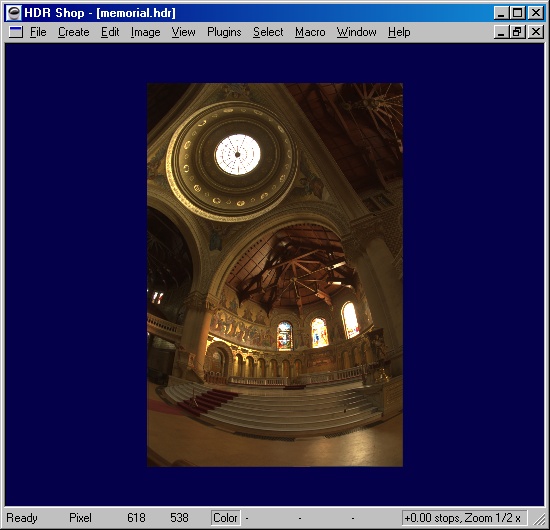 HDR Shop - [memorial.hdr]
File Create Edit Image View Plugins Select Macro Window Help
Ready Pixel 618 538 Color - - - +0.00 stops, Zoom 1/2 x